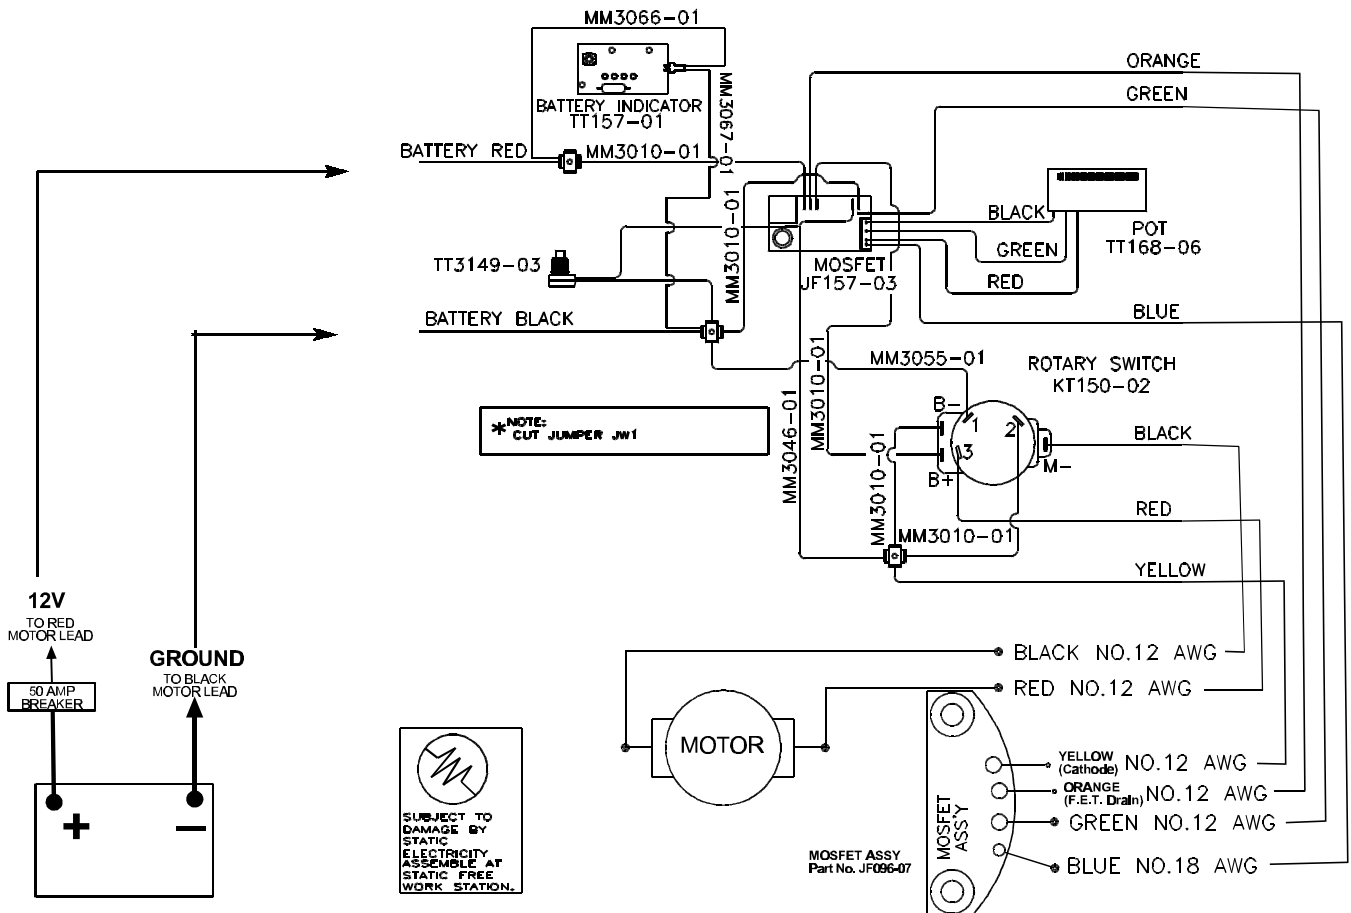 MM3066-01
ORANGE
GREEN
BATTERY INDICATOR
TT157-01
MM3067-01
BATTERY RED
MM3010-01
MM3010-01
BLACK
GREEN
RED
POT
TT168-06
TT3149-03
MOSFET
JF157-03
BATTERY BLACK
BLUE
MM3055-01
ROTARY SWITCH
KT150-02
MM3010-01
MM3046-01
*NOTE:
CUT JUMPER JW1
B-
1
2
3
B+
M-
BLACK
MM3010-01
RED
MM3010-01
YELLOW
12V
TO RED
MOTOR LEAD
50 AMP
BREAKER
GROUND
TO BLACK
MOTOR LEAD
+
−
BLACK NO.12 AWG
RED NO.12 AWG
MOTOR
YELLOW
(Cathode) NO.12 AWG
ORANGE
(F.E.T. Drain) NO.12 AWG
GREEN NO.12 AWG
BLUE NO.18 AWG
MOSFET
ASS'Y
MOSFET ASSY
Part No. JF096-07
SUBJECT TO
DAMAGE BY
STATIC
ELECTRICITY
ASSEMBLE AT
STATIC FREE
WORK STATION.